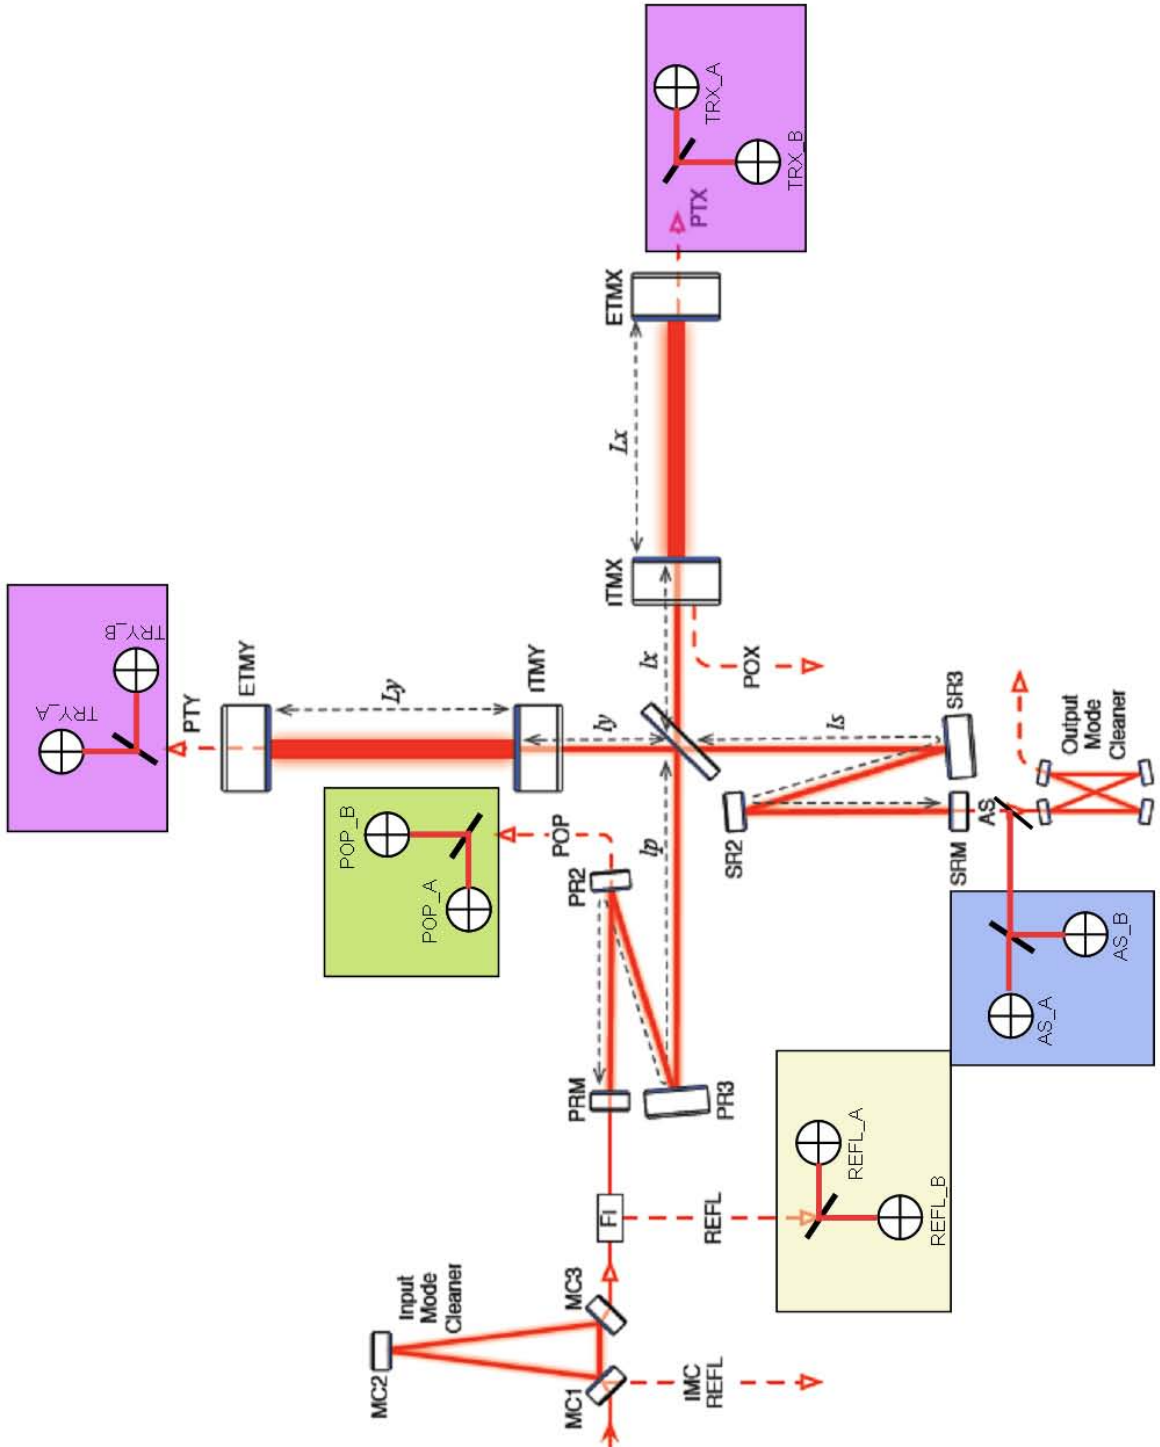 TRX_A
TRX_B
PTX
ETMX
Lx
ITMX
lx
POX
TRY_B
TRY_A
PTY
ETMY
Ly
ITMY
ly
ls
SR3
SR2
SRM
AS
Output
Mode
Cleaner
POP_B
POP_A
POP
PR2
lp
PRM
PR3
AS_B
AS_A
REFL_A
REFL_B
REFL
FI
Input
Mode
Cleaner
MC3
MC2
MC1
IMC
REFL